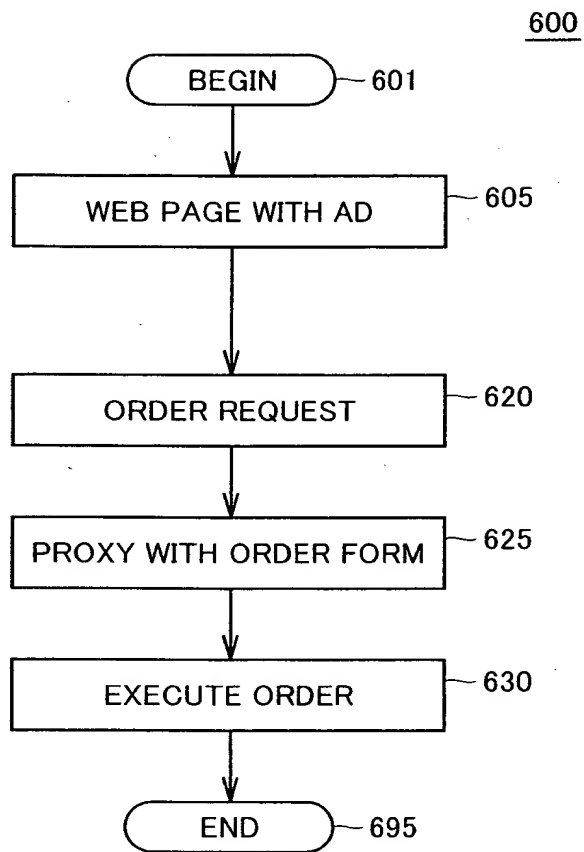 600
BEGIN 601
WEB PAGE WITH AD 605
ORDER REQUEST 620
PROXY WITH ORDER FORM 625
EXECUTE ORDER 630
END 695